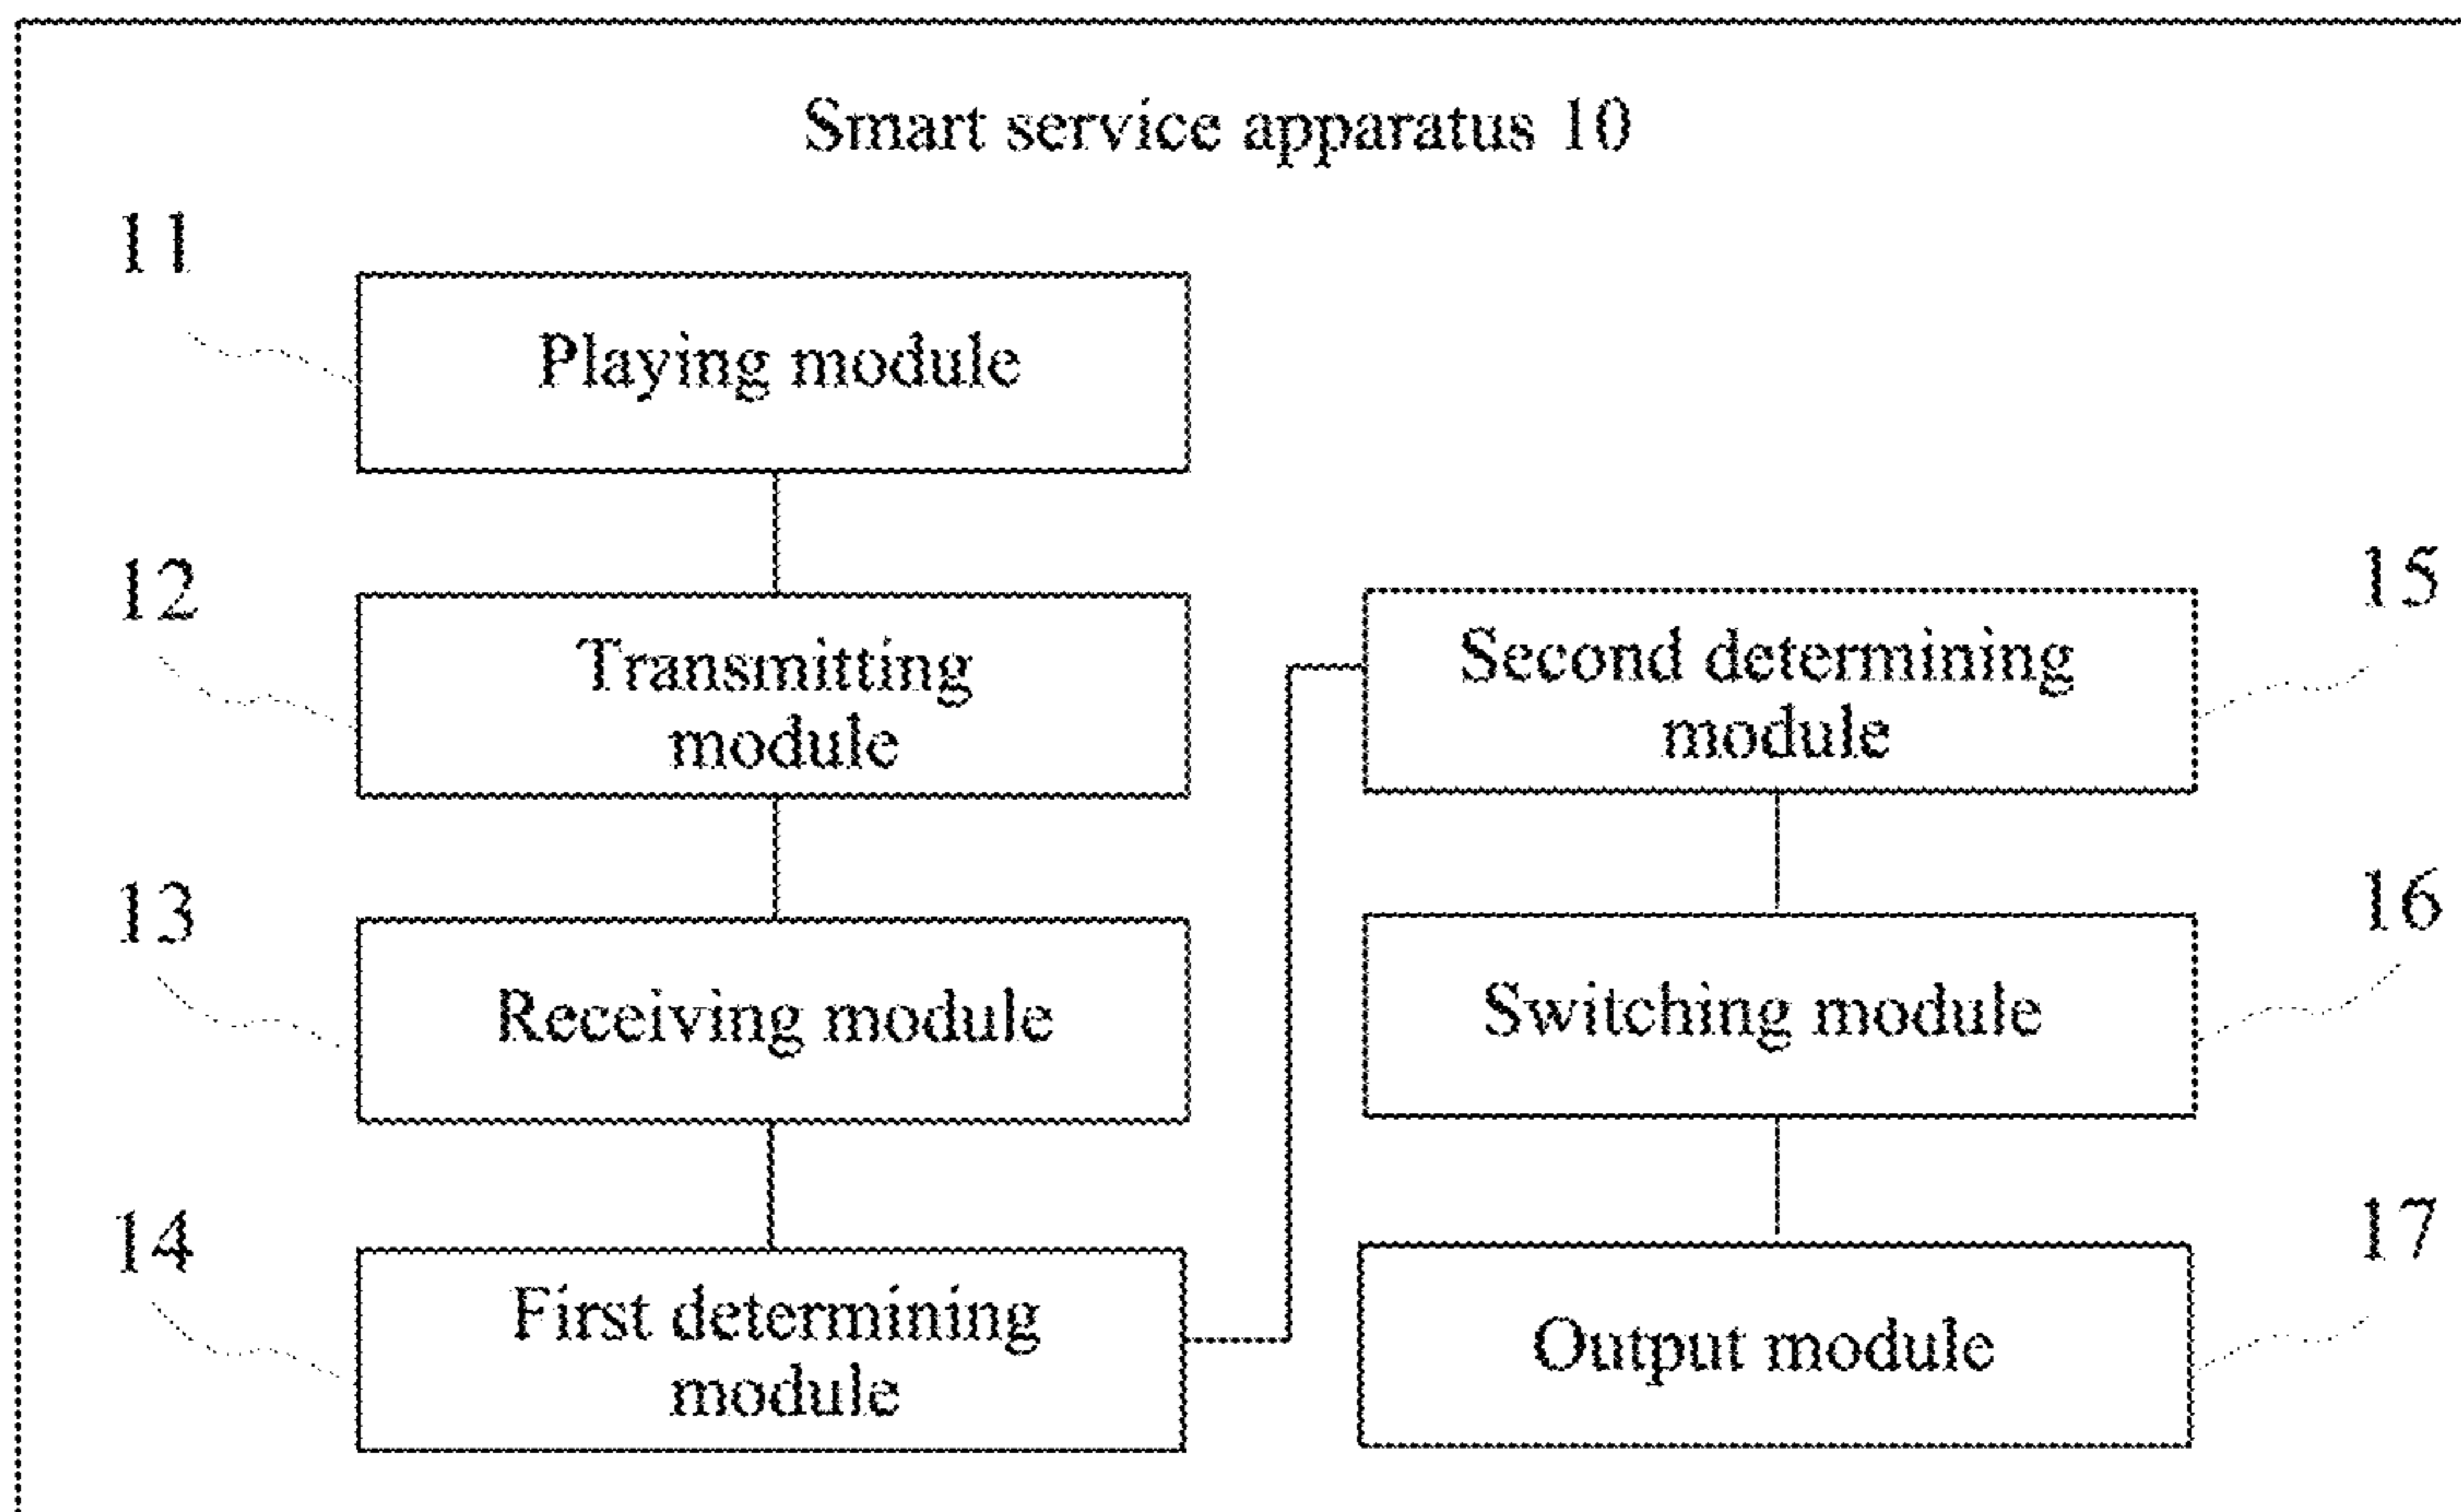 Smart service apparatus 10
11
Playing module
12
Transmitting
module
13
Receiving module
14
First determining
module
15
Second determining
module
16
Switching module
17
Output module